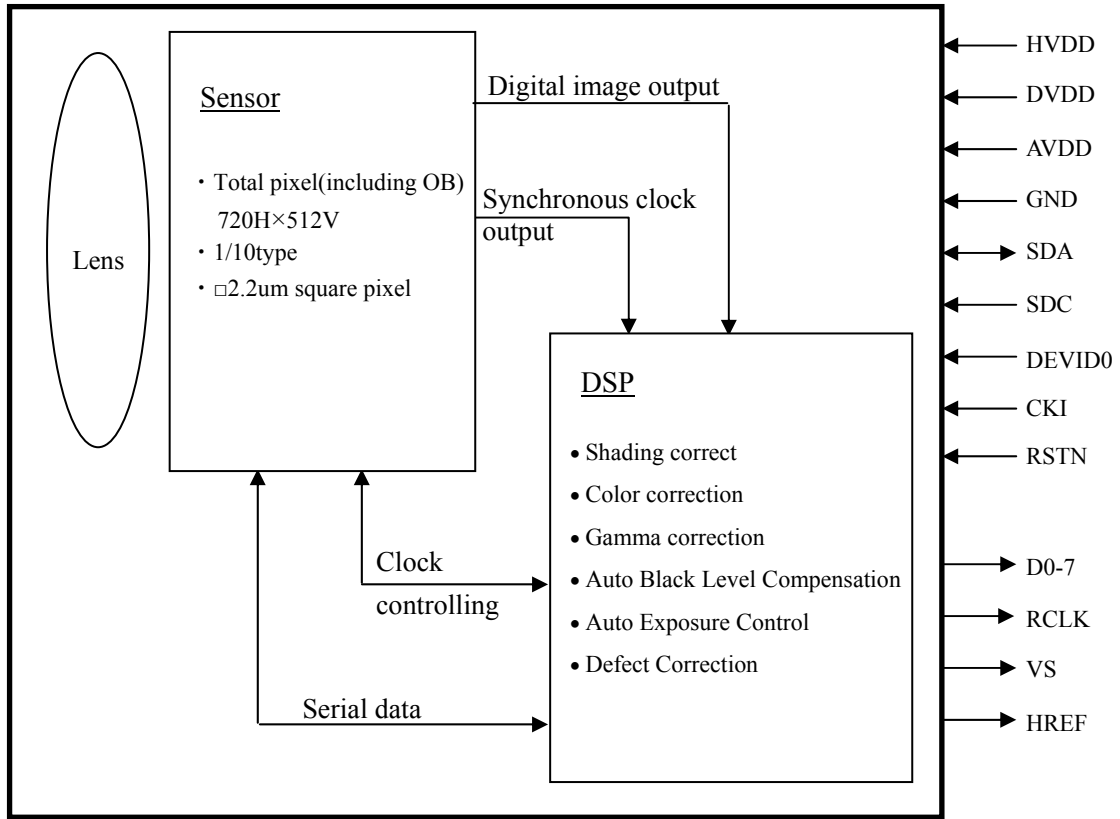 Lens
Sensor
・Total pixel(including OB)
720H×512V
・1/10type
・□2.2um square pixel
Digital image output
Synchronous clock
output
DSP
• Shading correct
• Color correction
• Gamma correction
• Auto Black Level Compensation
• Auto Exposure Control
• Defect Correction
Clock
controlling
Serial data
HVDD
DVDD
AVDD
GND
SDA
SDC
DEVID0
CKI
RSTN
D0-7
RCLK
VS
HREF